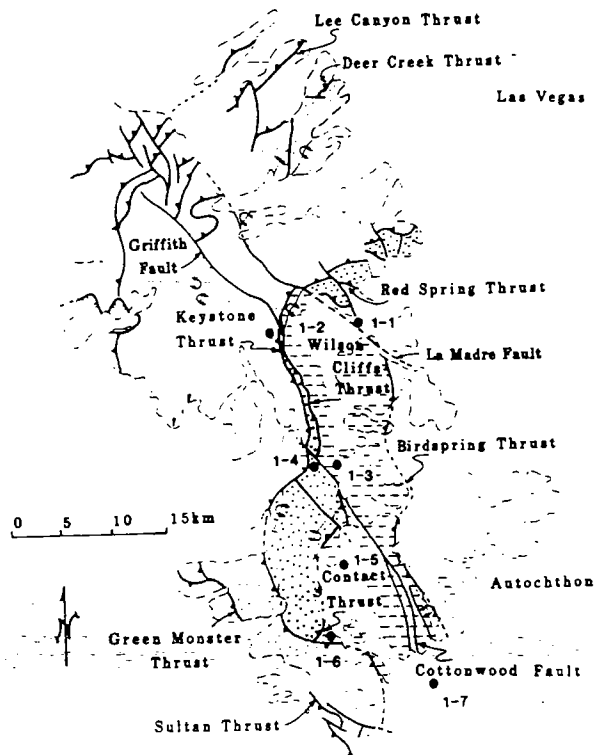 Lee Canyon Thrust
Deer Creek Thrust
Las Vegas
Griffith
Fault
Red Spring Thrust
Keystone
Thrust
1-2
1-1
Wilson
Cliffs
Thrust
La Madre Fault
Birdspring Thrust
1-4
1-3
0 5 10 15km
1-5
Contact
Thrust
Autochthon
N
Green Monster
Thrust
1-6
Cottonwood Fault
1-7
Sultan Thrust